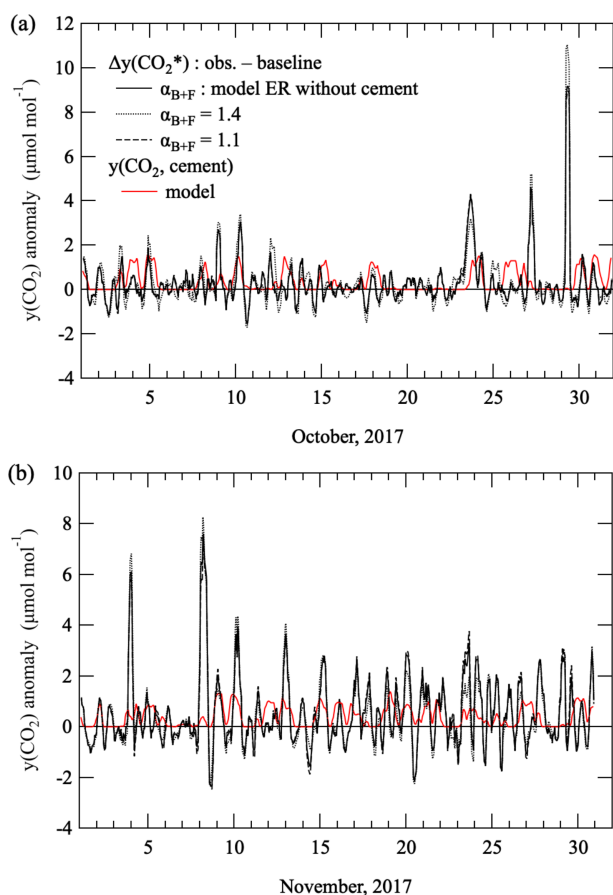 (a)
12
10
8
6
4
2
0
-2
-4
y(CO₂) anomaly (μmol mol⁻¹)
Δy(CO₂*) : obs. – baseline
α_B+F : model ER without cement
α_B+F = 1.4
α_B+F = 1.1
y(CO₂, cement)
model
5 10 15 20 25 30
October, 2017
(b)
10
8
6
4
2
0
-2
-4
y(CO₂) anomaly (μmol mol⁻¹)
5 10 15 20 25 30
November, 2017